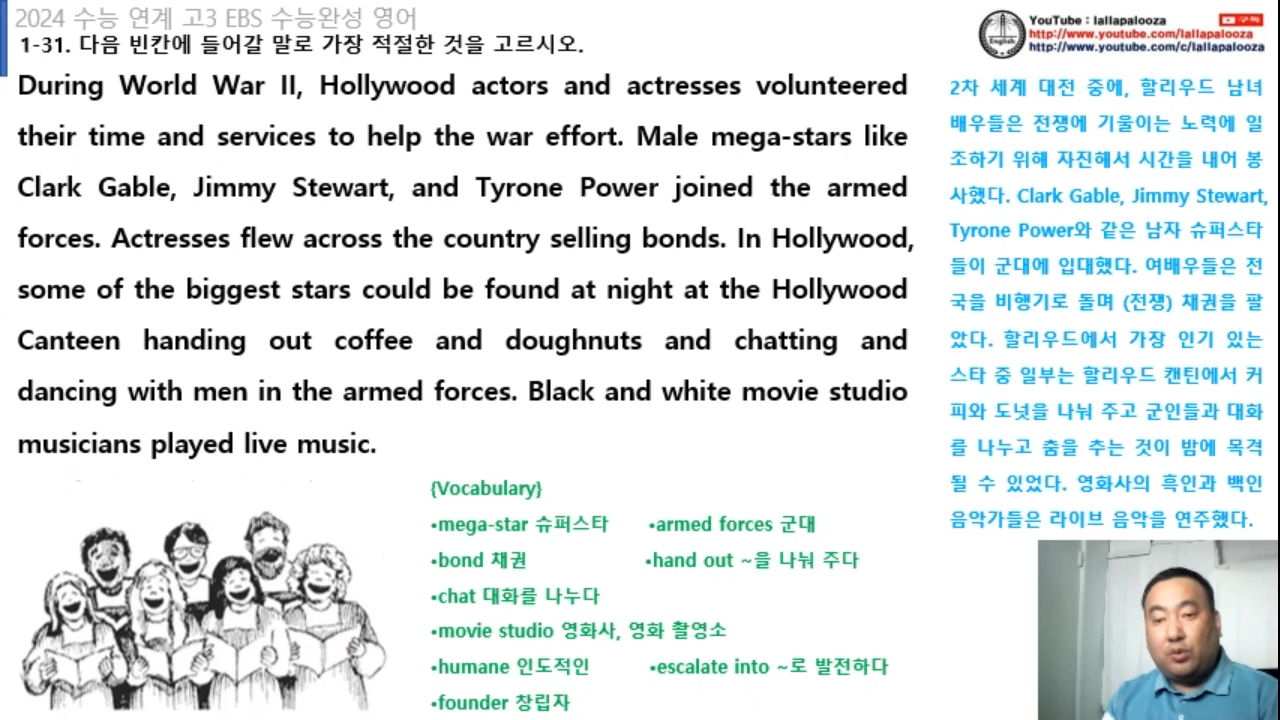 2024 수능 연계 고3 EBS 수능완성 영어
1-31. 다음 빈칸에 들어갈 말로 가장 적절한 것을 고르시오.
YouTube : lallapalooza
구독
http://www.youtube.com/lallapalooza
http://www.youtube.com/c/lallapalooza
English
During World War II, Hollywood actors and actresses volunteered
their time and services to help the war effort. Male mega-stars like
Clark Gable, Jimmy Stewart, and Tyrone Power joined the armed
forces. Actresses flew across the country selling bonds. In Hollywood,
some of the biggest stars could be found at night at the Hollywood
Canteen handing out coffee and doughnuts and chatting and
dancing with men in the armed forces. Black and white movie studio
musicians played live music.
2차 세계 대전 중에, 할리우드 남녀
배우들은 전쟁에 기울이는 노력에 일
조하기 위해 자진해서 시간을 내어 봉
사했다. Clark Gable, Jimmy Stewart,
Tyrone Power와 같은 남자 슈퍼스타
들이 군대에 입대했다. 여배우들은 전
국을 비행기로 돌며 (전쟁) 채권을 팔
았다. 할리우드에서 가장 인기 있는
스타 중 일부는 할리우드 캔틴에서 커
피와 도넛을 나눠 주고 군인들과 대화
를 나누고 춤을 추는 것이 밤에 목격
될 수 있었다. 영화사의 흑인과 백인
음악가들은 라이브 음악을 연주했다.
{Vocabulary}
•mega-star 슈퍼스타 •armed forces 군대
•bond 채권 •hand out ~을 나눠 주다
•chat 대화를 나누다
•movie studio 영화사, 영화 촬영소
•humane 인도적인 •escalate into ~로 발전하다
•founder 창립자